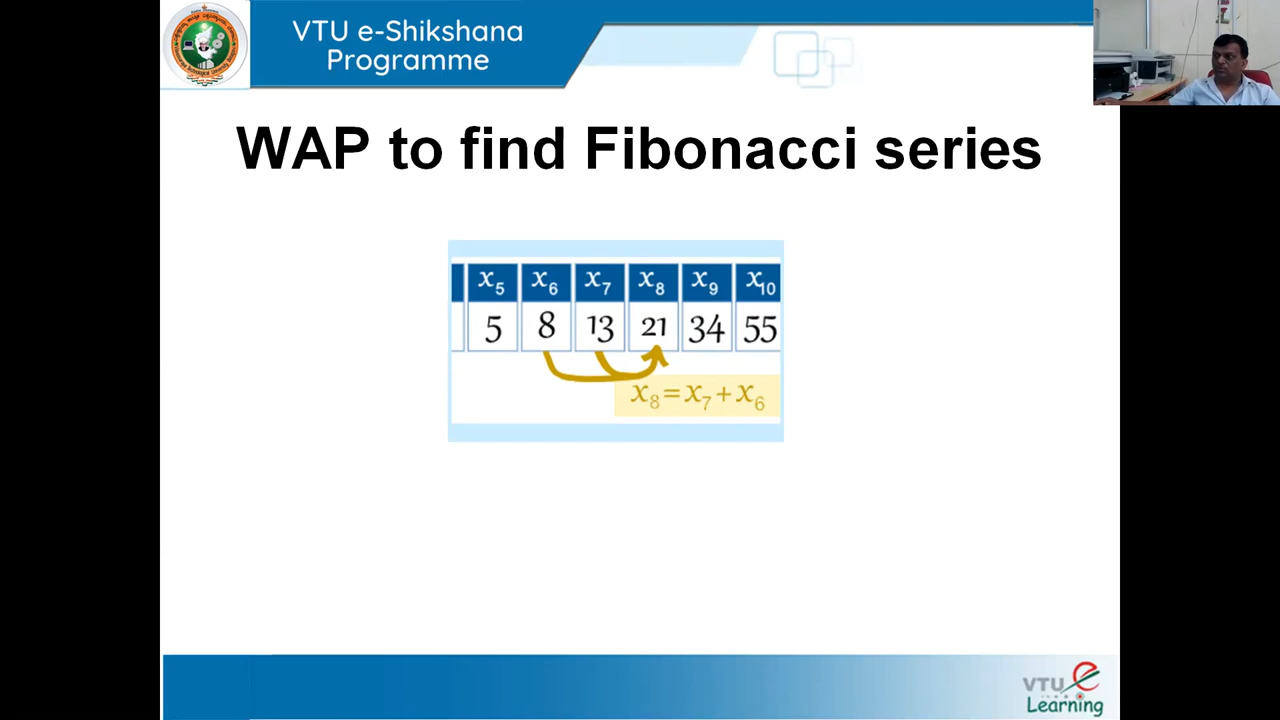 VTU e-Shikshana
Programme
WAP to find Fibonacci series
x5 x6 x7 x8 x9 x10
5 8 13 21 34 55
x8=x7+x6
VTU e
Learning